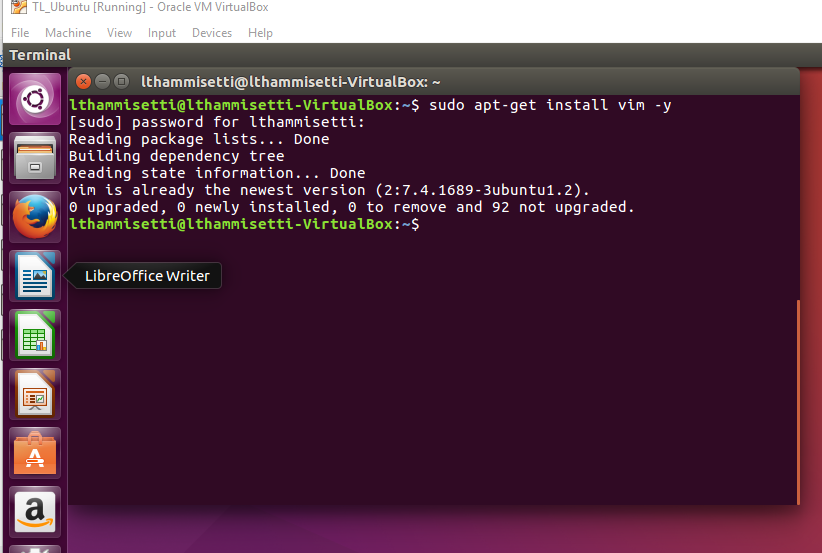 TL_Ubuntu [Running] - Oracle VM VirtualBox
File Machine View Input Devices Help
Terminal
lthammisetti@lthammisetti-VirtualBox: ~
lthammisetti@lthammisetti-VirtualBox:~$ sudo apt-get install vim -y
[sudo] password for lthammisetti:
Reading package lists... Done
Building dependency tree
Reading state information... Done
vim is already the newest version (2:7.4.1689-3ubuntu1.2).
0 upgraded, 0 newly installed, 0 to remove and 92 not upgraded.
lthammisetti@lthammisetti-VirtualBox:~$
LibreOffice Writer